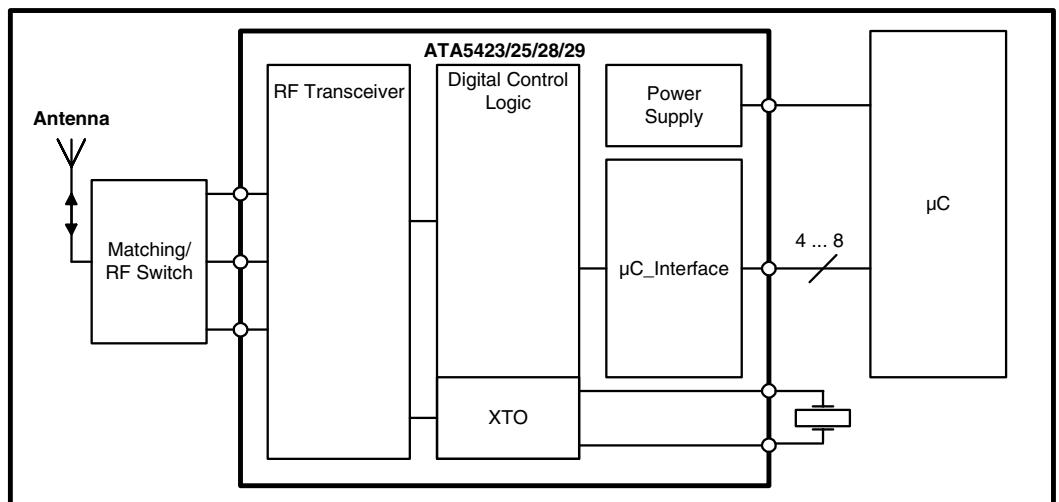 ATA5423/25/28/29
Antenna
Matching/
RF Switch
RF Transceiver
Digital Control
Logic
XTO
Power
Supply
µC_Interface
4 ... 8
µC